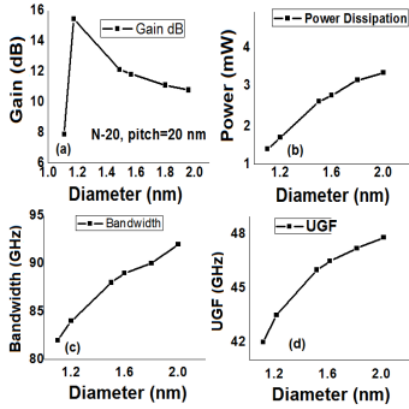 16
14
12
10
8
6
Gain (dB)
Gain dB
N-20, pitch=20 nm
(a)
1.0 1.2 1.4 1.6 1.8 2.0
Diameter (nm)
4
3
2
1
Power (mW)
Power Dissipation
(b)
1.2 1.6 2.0
Diameter (nm)
95
90
85
80
Bandwidth (GHz)
Bandwidth
(c)
1.2 1.6 2.0
Diameter (nm)
48
45
42
UGF (GHz)
UGF
(d)
1.2 1.6 2.0
Diameter (nm)